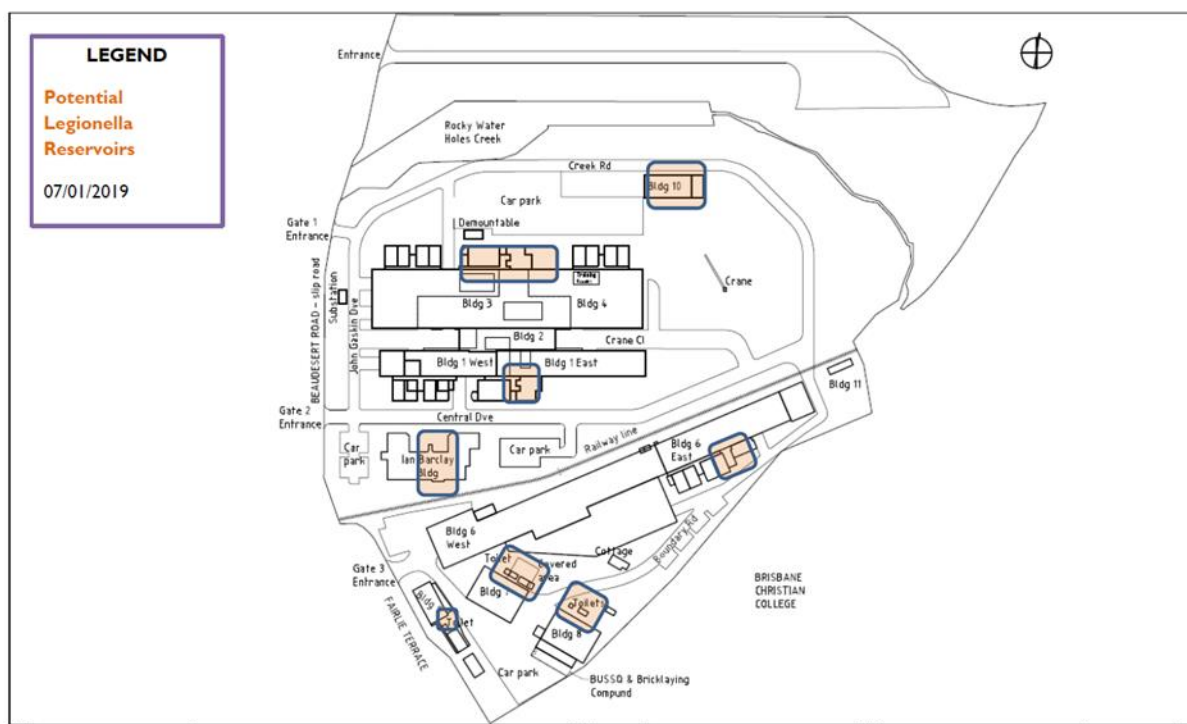 LEGEND
Potential
Legionella
Reservoirs
07/01/2019
Entrance
Rocky Water
Holes Creek
Creek Rd
Bldg 10
Car park
Gate 1
Entrance
Demountable
BEAUDESERT ROAD - slip road
Substation
John Gaskin Dve
Training
Bldg 3
Bldg 4
Crane
Bldg 2
Crane Cl
Bldg 1 West
Bldg 1 East
Bldg 11
Gate 2
Entrance
Central Dve
Railway line
Car
park
Ian Barclay
Bldg
Car park
Bldg 6
East
Bldg 6
West
Boundary Rd
Toilet
Covered
area
Cottage
Gate 3
Entrance
Bldg
Bldg
Toilet
Toilets
Bldg 8
BRISBANE
CHRISTIAN
COLLEGE
FAIRLIE TERRACE
Car park
BUSSQ & Bricklaying
Compund